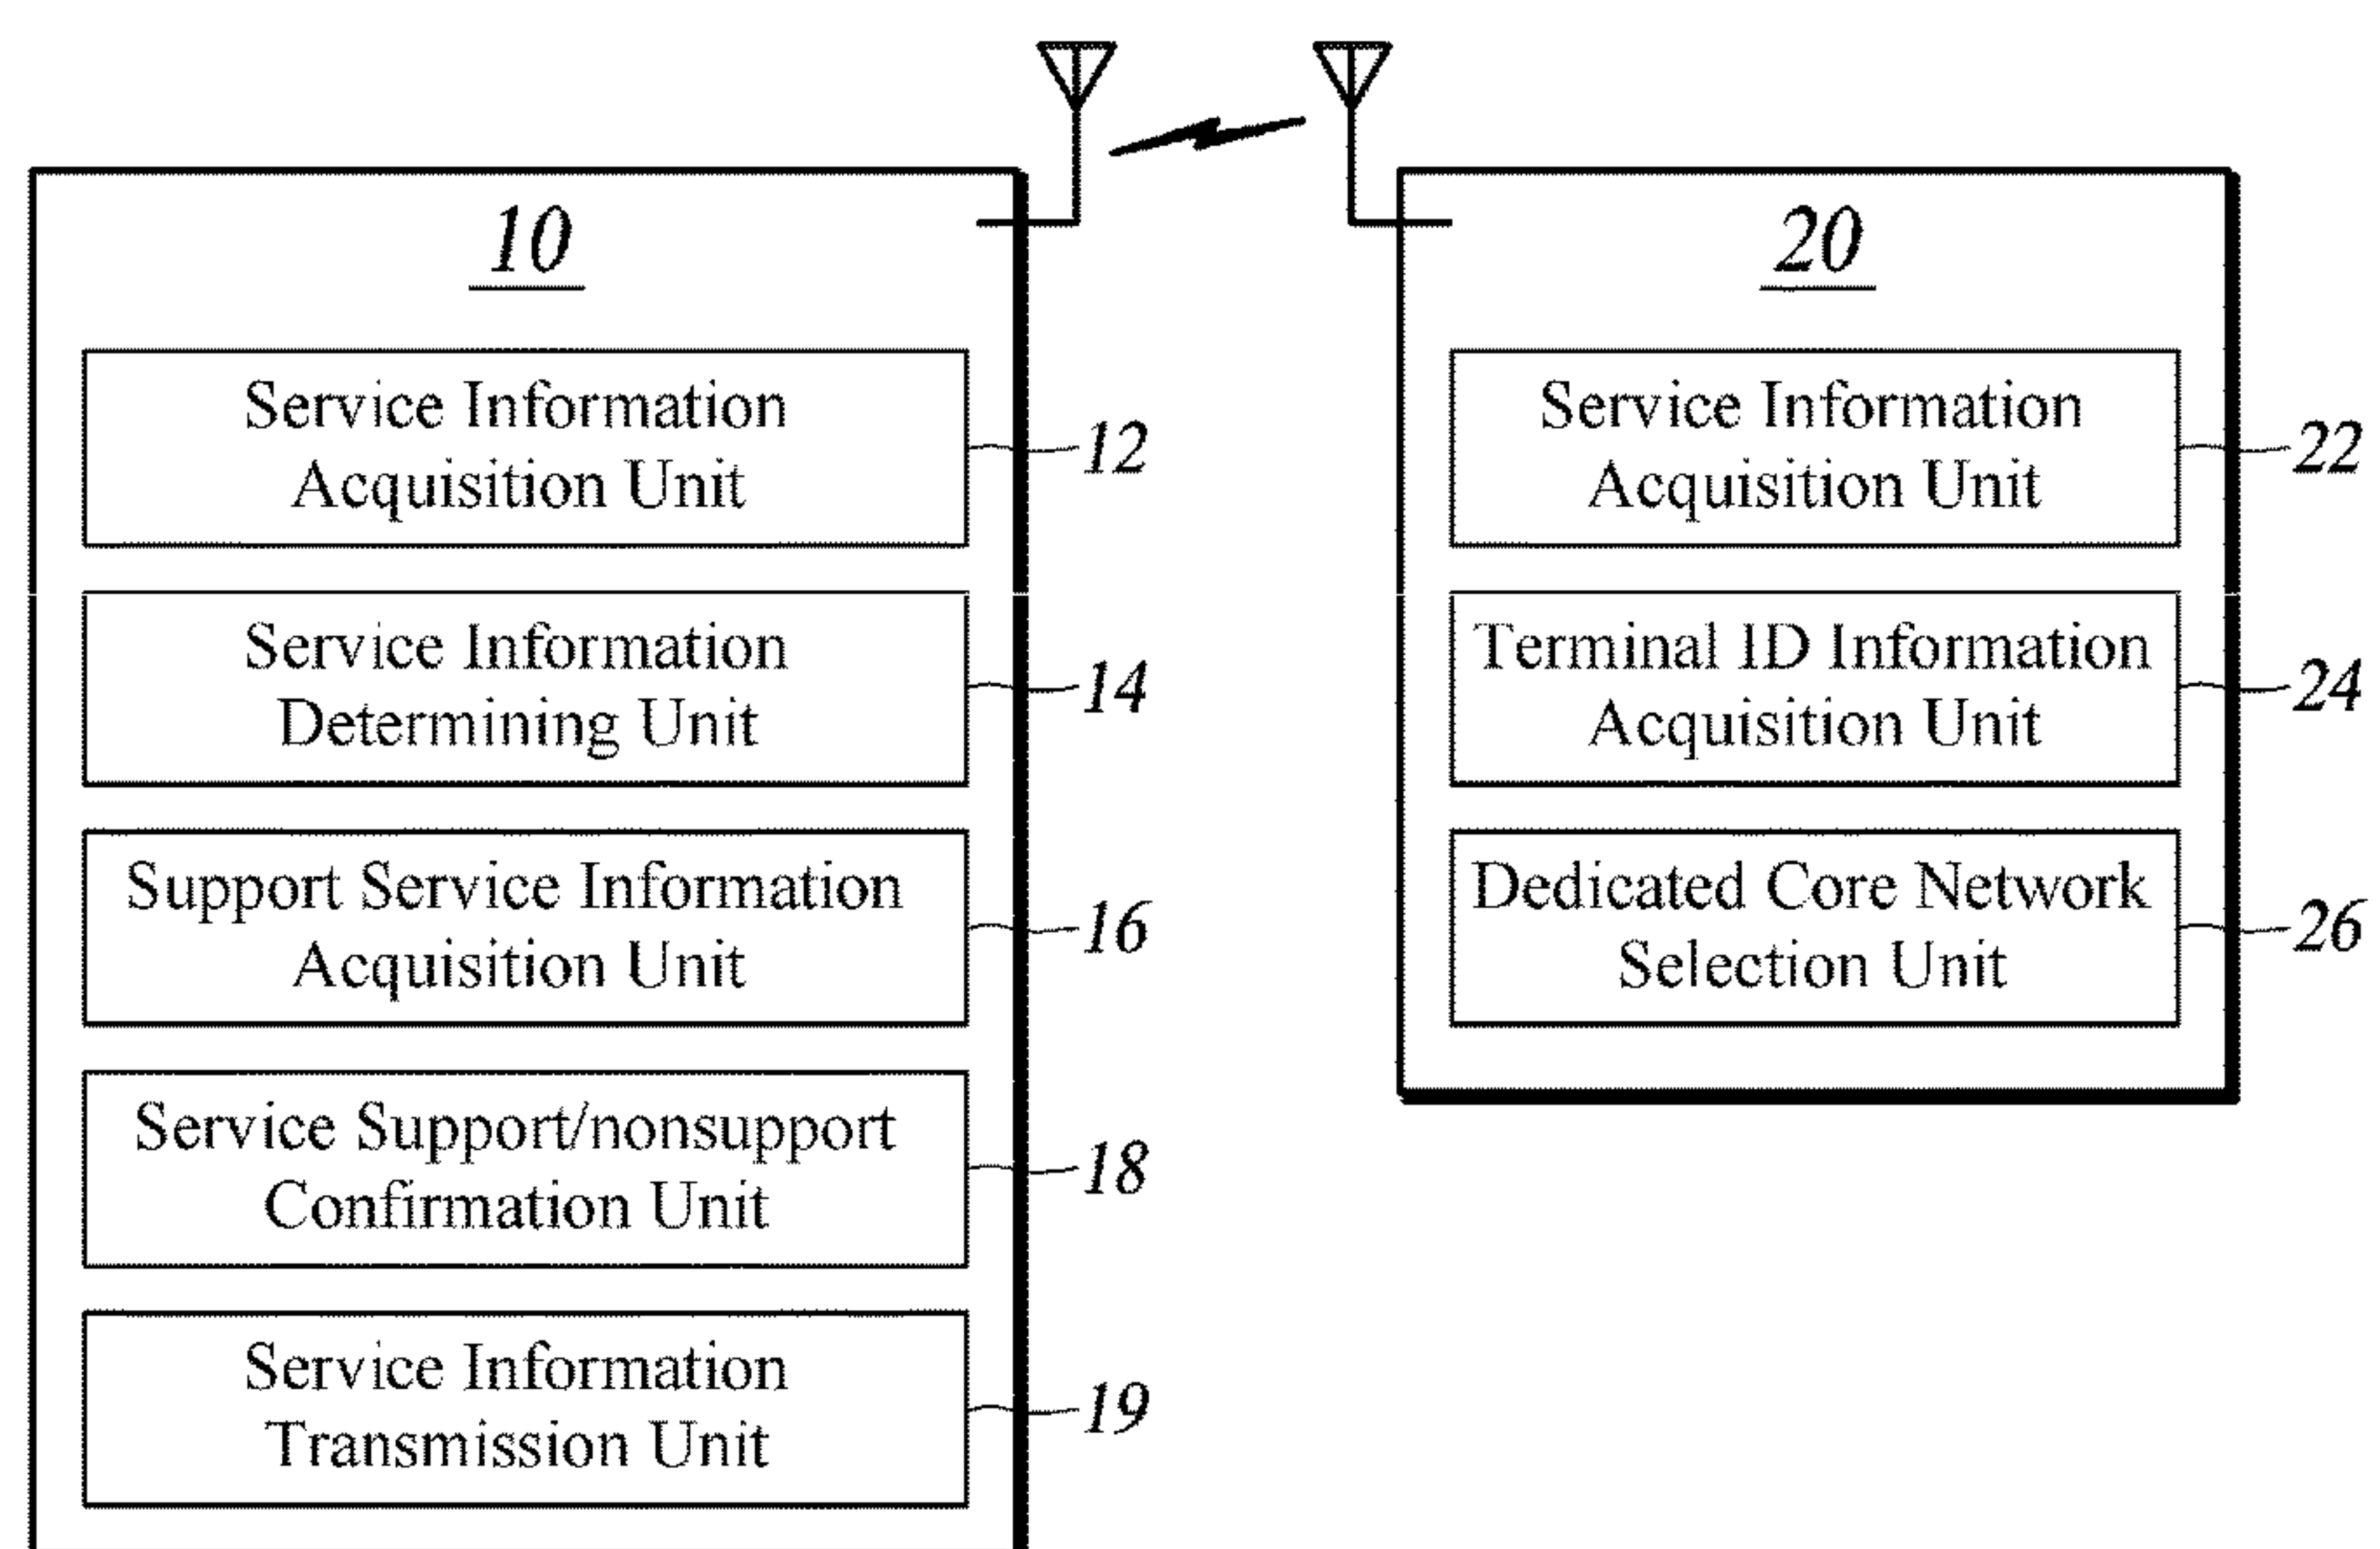 10
Service Information
Acquisition Unit
12
Service Information
Determining Unit
14
Support Service Information
Acquisition Unit
16
Service Support/nonsupport
Confirmation Unit
18
Service Information
Transmission Unit
19
20
Service Information
Acquisition Unit
22
Terminal ID Information
Acquisition Unit
24
Dedicated Core Network
Selection Unit
26